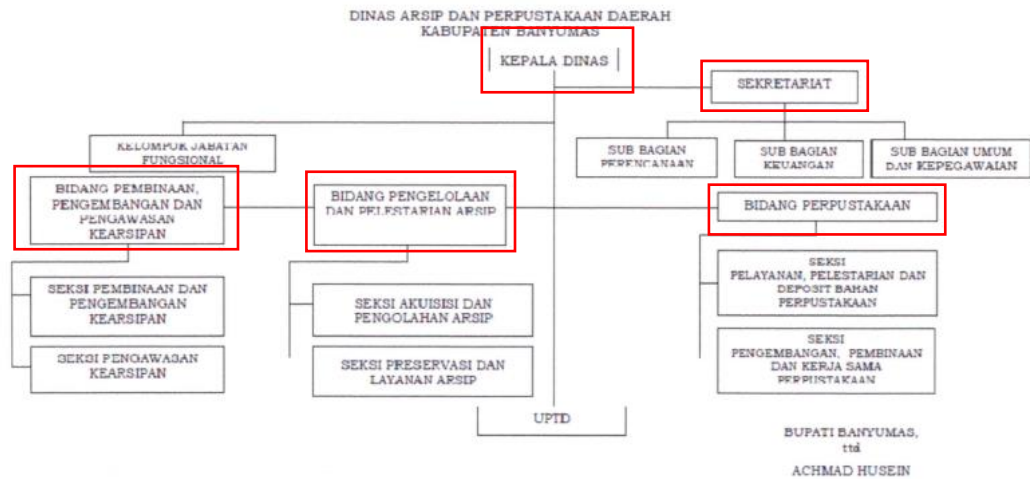 DINAS ARSIP DAN PERPUSTAKAAN DAERAH
KABUPATEN BANYUMAS
KEPALA DINAS
SEKRETARIAT
KELOMPOK JABATAN
FUNGSIONAL
SUB BAGIAN
PERENCANAAN
SUB BAGIAN
KEUANGAN
SUB BAGIAN UMUM
DAN KEPEGAWAIAN
BIDANG PEMBINAAN,
PENGEMBANGAN DAN
PENGAWASAN
KEARSIPAN
BIDANG PENGELOLAAN
DAN PELESTARIAN ARSIP
BIDANG PERPUSTAKAAN
SEKSI PEMBINAAN DAN
PENGEMBANGAN
KEARSIPAN
SEKSI AKUISISI DAN
PENGOLAHAN ARSIP
SEKSI
PELAYANAN, PELESTARIAN DAN
DEPOSIT BAHAN
PERPUSTAKAAN
SEKSI PENGAWASAN
KEARSIPAN
SEKSI PRESERVASI DAN
LAYANAN ARSIP
SEKSI
PENGEMBANGAN, PEMBINAAN
DAN KERJA SAMA
PERPUSTAKAAN
UPTD
BUPATI BANYUMAS,
ttd
ACHMAD HUSEIN